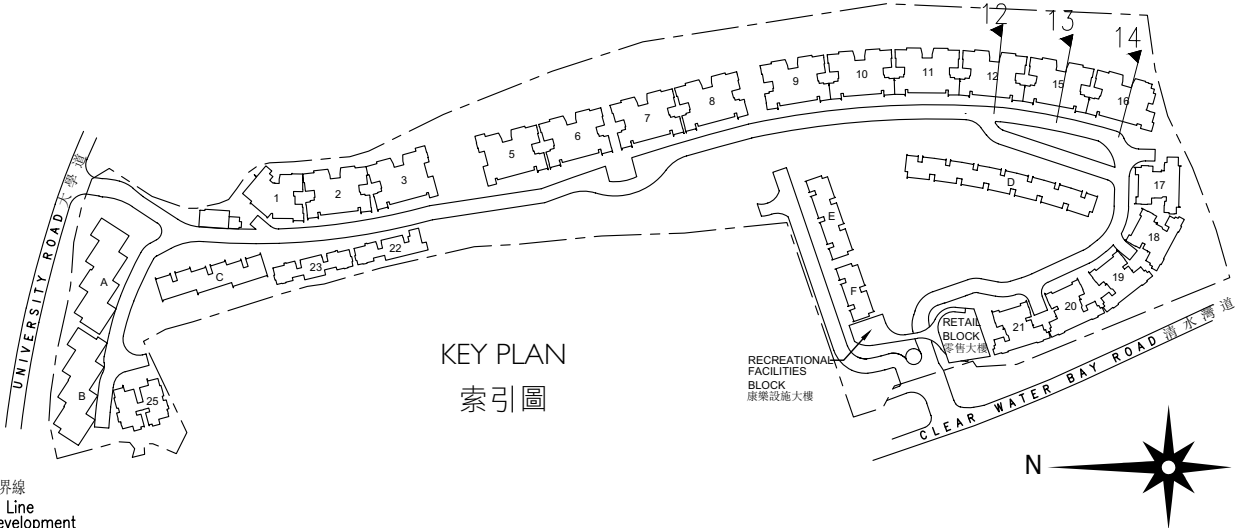 12
13
14
9
10
11
12
15
16
8
7
6
5
3
2
1
17
18
19
20
21
D
E
F
22
23
C
A
B
25
UNIVERSITY ROAD 大學道
KEY PLAN
索引圖
RETAIL
BLOCK
零售大樓
RECREATIONAL
FACILITIES
BLOCK
康樂設施大樓
CLEAR WATER BAY ROAD 清水灣道
N
界線
Line
evelopment